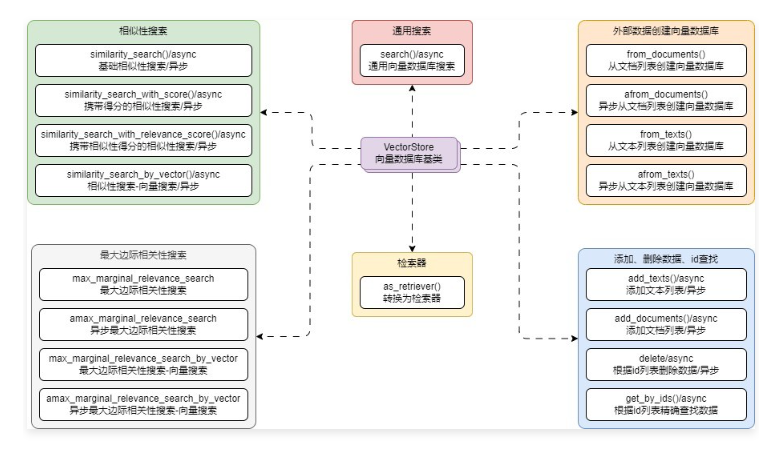 相似性搜索
similarity_search()/async
基础相似性搜索/异步
similarity_search_with_score()/async
携带得分的相似性搜索/异步
similarity_search_with_relevance_score()/async
携带相似性得分的相似性搜索/异步
similarity_search_by_vector()/async
相似性搜索-向量搜索/异步
通用搜索
search()/async
通用向量数据库搜索
外部数据创建向量数据库
from_documents()
从文档列表创建向量数据库
afrom_documents()
异步从文档列表创建向量数据库
from_texts()
从文本列表创建向量数据库
afrom_texts()
异步从文本列表创建向量数据库
VectorStore
向量数据库基类
最大边际相关性搜索
max_marginal_relevance_search
最大边际相关性搜索
amax_marginal_relevance_search
异步最大边际相关性搜索
max_marginal_relevance_search_by_vector
最大边际相关性搜索-向量搜索
amax_marginal_relevance_search_by_vector
异步最大边际相关性搜索-向量搜索
检索器
as_retriever()
转换为检索器
添加、删除数据、id查找
add_texts()/async
添加文本列表/异步
add_documents()/async
添加文档列表/异步
delete/async
根据id列表删除数据/异步
get_by_ids()/async
根据id列表精确查找数据